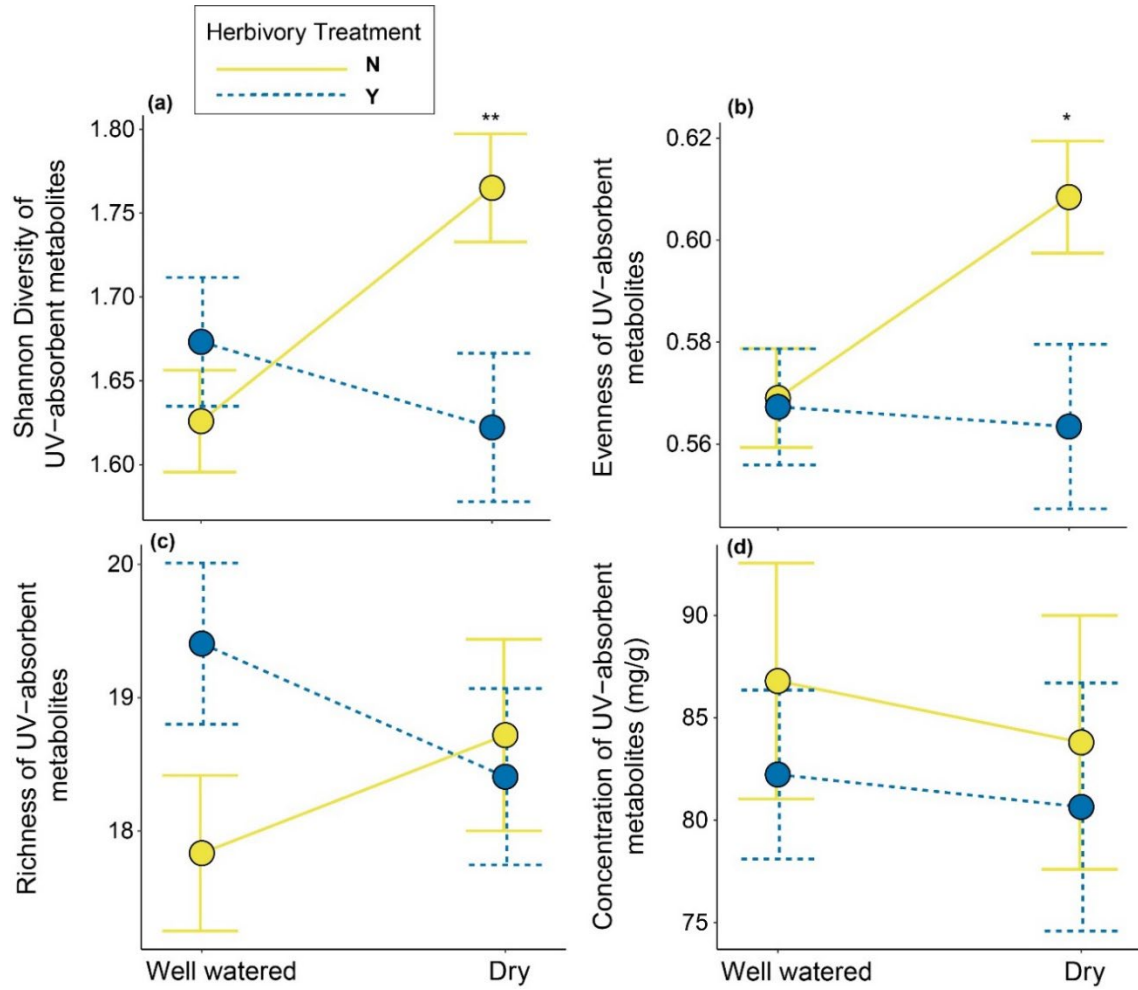 Herbivory Treatment
N
Y
(a)
**
1.80
1.75
1.70
1.65
1.60
Shannon Diversity of
UV−absorbent metabolites
(b)
*
0.62
0.60
0.58
0.56
Evenness of UV−absorbent
metabolites
(c)
20
19
18
Richness of UV−absorbent
metabolites
Well watered
Dry
(d)
90
85
80
75
Concentration of UV−absorbent
metabolites (mg/g)
Well watered
Dry